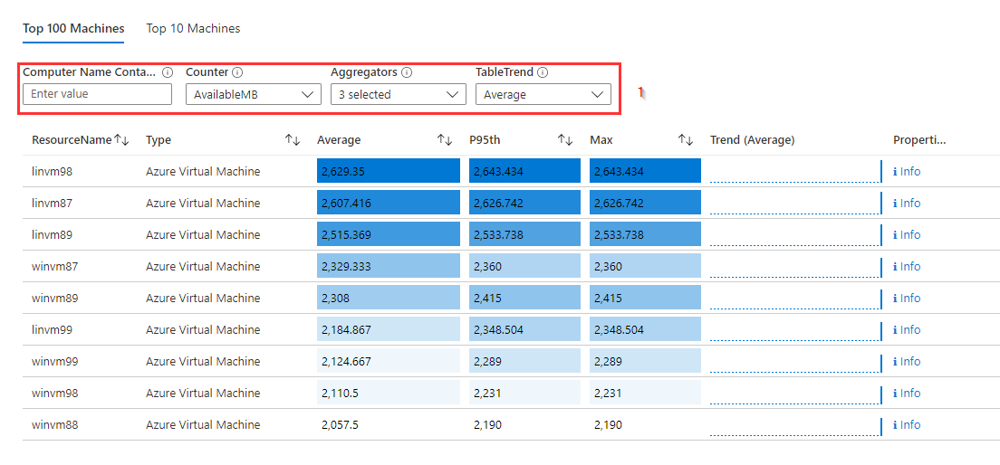 Top 100 Machines Top 10 Machines
Computer Name Conta... Counter Aggregators TableTrend
Enter value AvailableMB 3 selected Average 1
ResourceName Type Average P95th Max Trend (Average) Properti...
linvm98 Azure Virtual Machine 2,629.35 2,643.434 2,643.434 Info
linvm87 Azure Virtual Machine 2,607.416 2,626.742 2,626.742 Info
linvm89 Azure Virtual Machine 2,515.369 2,533.738 2,533.738 Info
winvm87 Azure Virtual Machine 2,329.333 2,360 2,360 Info
winvm89 Azure Virtual Machine 2,308 2,415 2,415 Info
linvm99 Azure Virtual Machine 2,184.867 2,348.504 2,348.504 Info
winvm99 Azure Virtual Machine 2,124.667 2,289 2,289 Info
winvm98 Azure Virtual Machine 2,110.5 2,231 2,231 Info
winvm88 Azure Virtual Machine 2,057.5 2,190 2,190 Info